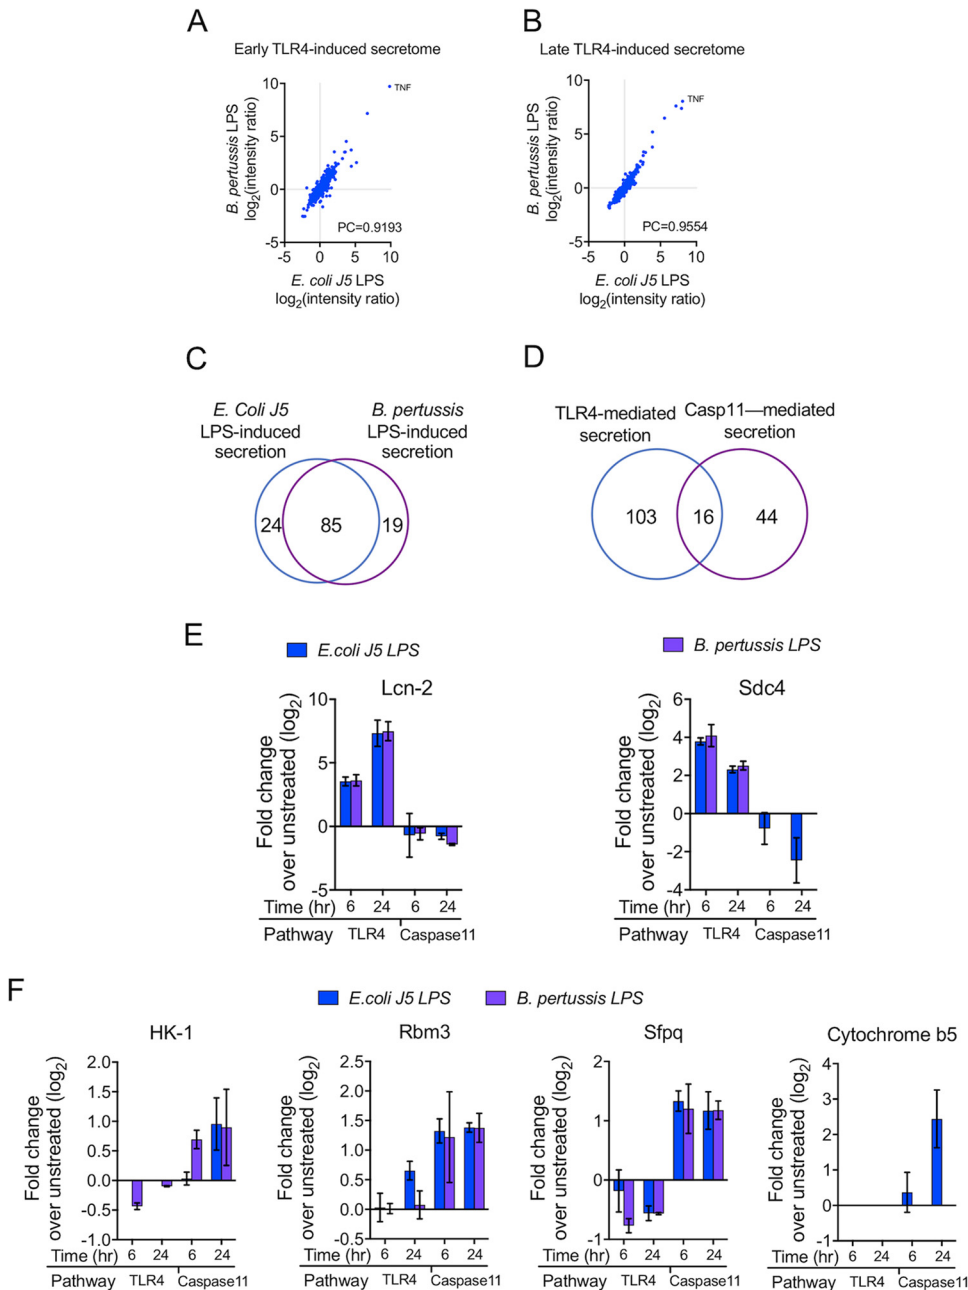 A
Early TLR4-induced secretome
B. pertussis LPS
log2(intensity ratio)
10
5
0
-5
TNF
PC=0.9193
-5 0 5 10
E. coli J5 LPS
log2(intensity ratio)
B
Late TLR4-induced secretome
B. pertussis LPS
log2(intensity ratio)
10
5
0
-5
TNF
PC=0.9554
-5 0 5 10
E. coli J5 LPS
log2(intensity ratio)
C
E. Coli J5
LPS-induced
secretion
B. pertussis
LPS-induced
secretion
24 85 19
D
TLR4-mediated
secretion
Casp11—mediated
secretion
103 16 44
E
E.coli J5 LPS
B. pertussis LPS
Lcn-2
Fold change
over unstreated (log2)
10
5
0
-5
Time (hr) 6 24 6 24
Pathway TLR4 Caspase11
Sdc4
Fold change
over unstreated (log2)
6
4
2
0
-2
-4
Time (hr) 6 24 6 24
Pathway TLR4 Caspase11
F
E.coli J5 LPS
B. pertussis LPS
HK-1
Fold change
over unstreated (log2)
2.0
1.5
1.0
0.5
0.0
-0.5
-1.0
Time (hr) 6 24 6 24
Pathway TLR4 Caspase11
Rbm3
Fold change
over unstreated (log2)
2.5
2.0
1.5
1.0
0.5
0.0
-0.5
Time (hr) 6 24 6 24
Pathway TLR4 Caspase11
Sfpq
Fold change
over unstreated (log2)
2
1
0
-1
Time (hr) 6 24 6 24
Pathway TLR4 Caspase11
Cytochrome b5
Fold change
over unstreated (log2)
4
3
2
1
0
-1
Time (hr) 6 24 6 24
Pathway TLR4 Caspase11